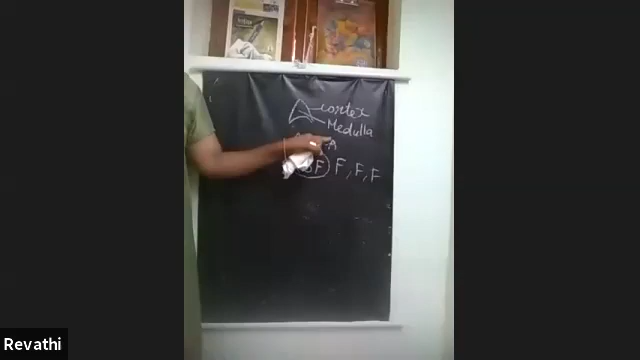 cortex
Medulla
A
F F, F, F
Revathi